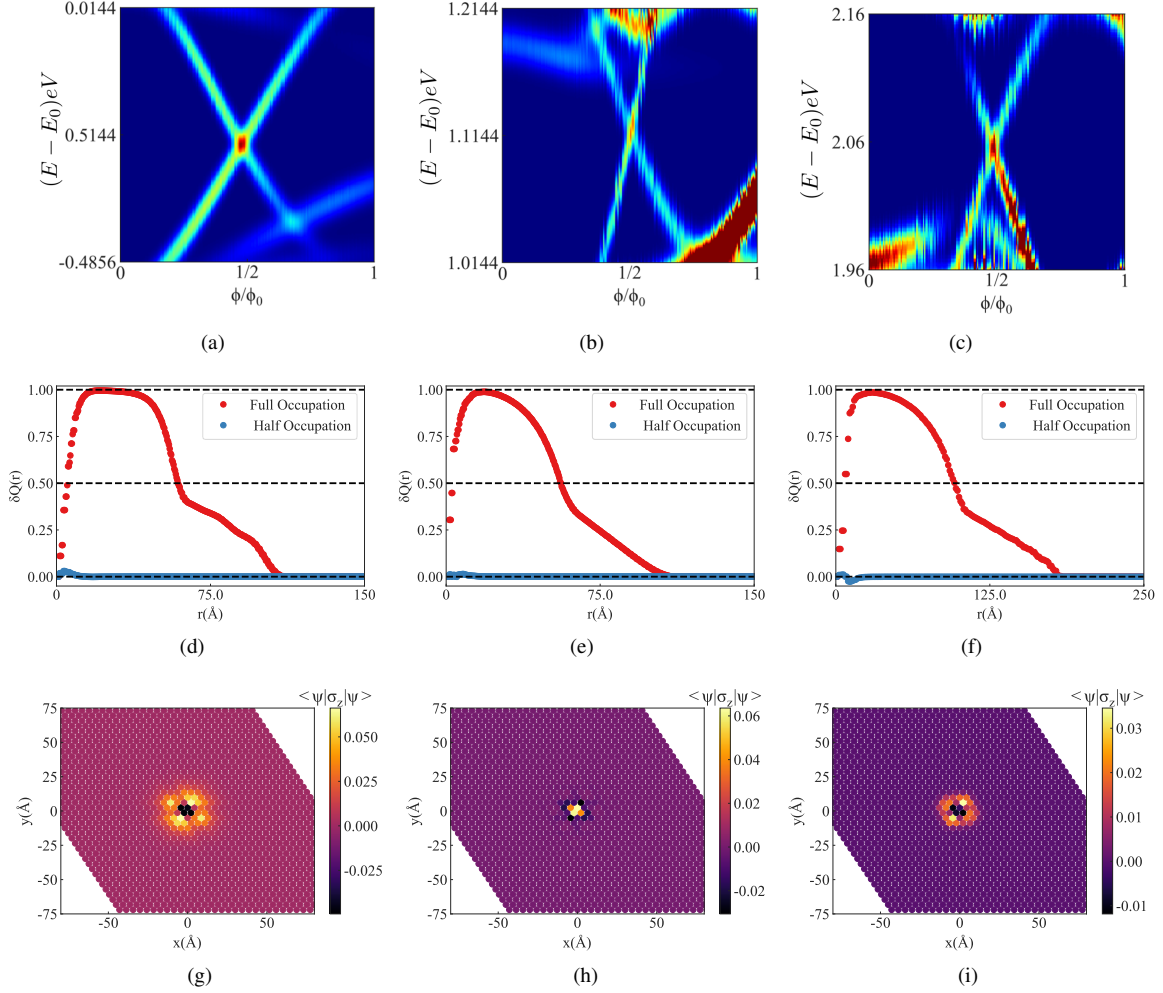 0.0144
0.5144
-0.4856
(E − E₀)eV
0
1/2
1
ϕ/ϕ₀
(a)
1.2144
1.1144
1.0144
(E − E₀)eV
0
1/2
1
ϕ/ϕ₀
(b)
2.16
2.06
1.96
(E − E₀)eV
0
1/2
1
ϕ/ϕ₀
(c)
1.00
0.75
0.50
0.25
0.00
δQ(r)
Full Occupation
Half Occupation
0
75.0
150
r(Å)
(d)
1.00
0.75
0.50
0.25
0.00
δQ(r)
Full Occupation
Half Occupation
0
75.0
150
r(Å)
(e)
1.00
0.75
0.50
0.25
0.00
δQ(r)
Full Occupation
Half Occupation
0
125.0
250
r(Å)
(f)
<ψ|σ_z|ψ>
75
50
25
0
-25
-50
-75
y(Å)
-50
0
50
x(Å)
0.050
0.025
0.000
-0.025
(g)
<ψ|σ_z|ψ>
75
50
25
0
-25
-50
-75
y(Å)
-50
0
50
x(Å)
0.06
0.04
0.02
0.00
-0.02
(h)
<ψ|σ_z|ψ>
75
50
25
0
-25
-50
-75
y(Å)
-50
0
50
x(Å)
0.03
0.02
0.01
0.00
-0.01
(i)